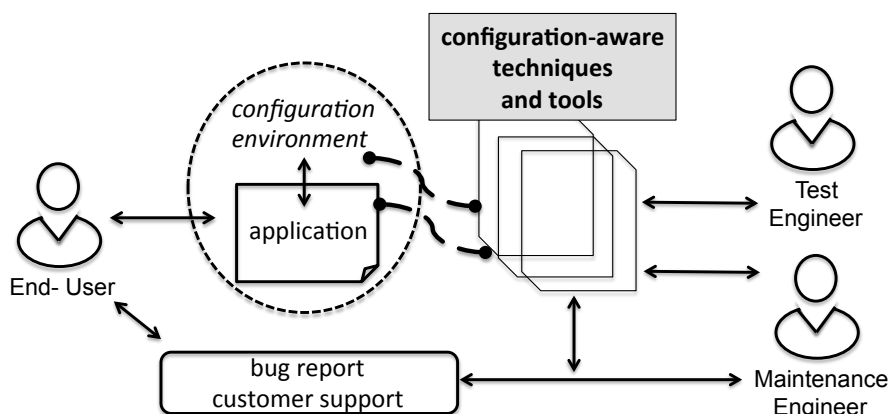 configuration-aware
techniques
and tools
configuration
environment
application
End- User
Test
Engineer
bug report
customer support
Maintenance
Engineer